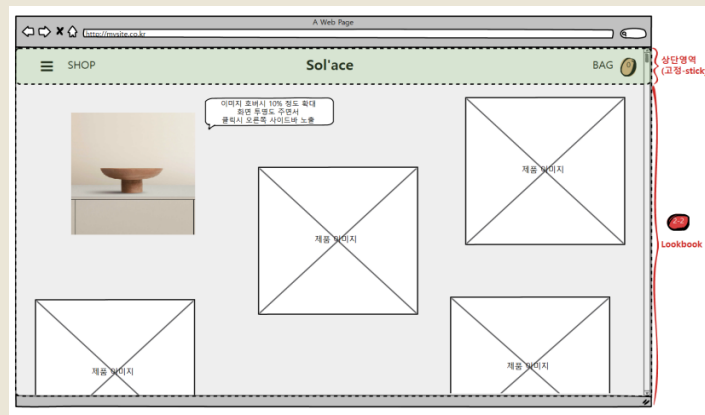 A Web Page
http://mysite.co.kr
SHOP
Sol'ace
BAG
상단영역
(고정-stick
이미지 호버시 10% 정도 확대
화면 투명도 주면서
클릭시 오른쪽 사이드바 노출
제품 이미지
제품 이미지
2-2
Lookbook
제품 이미지
제품 이미지